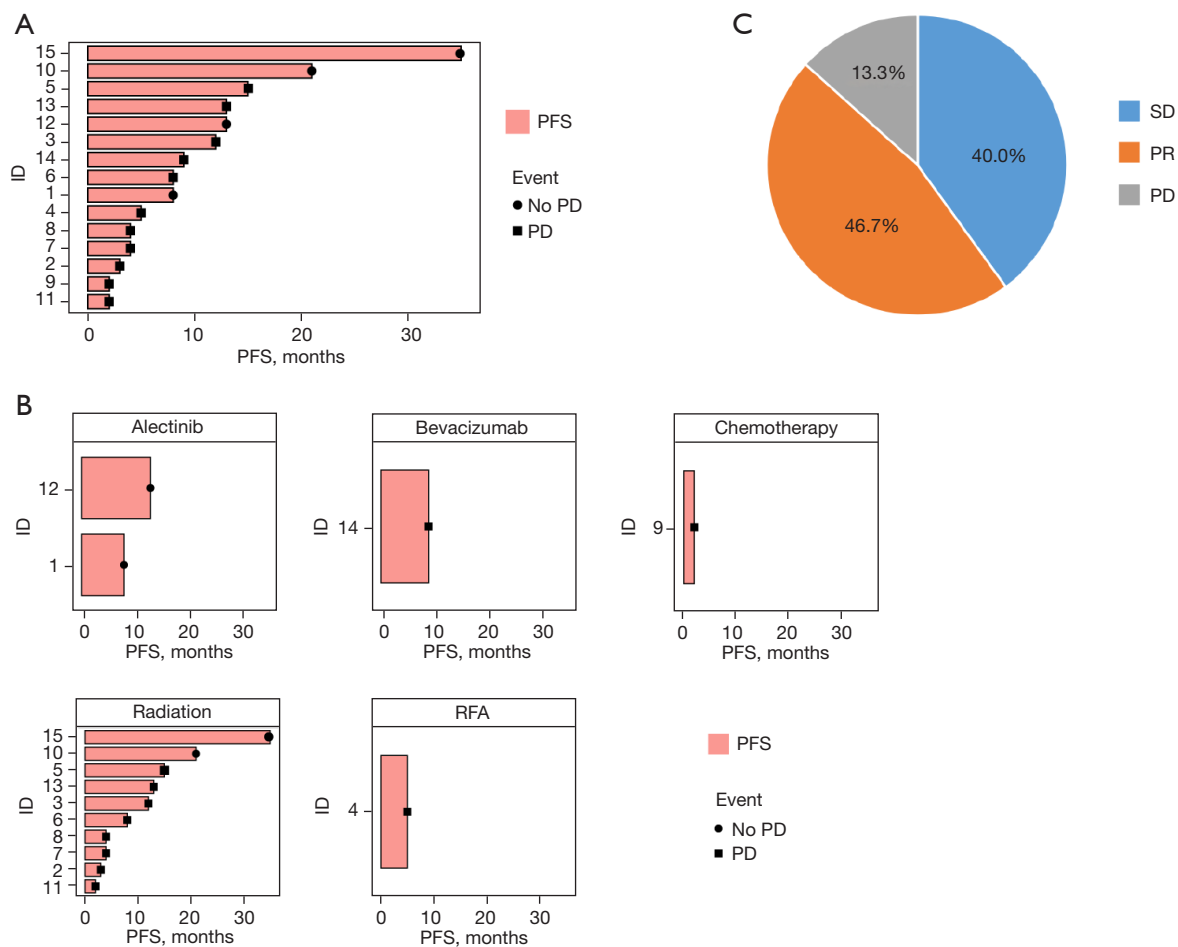 A
15
10
5
13
12
3
14
6
1
4
8
7
2
9
11
ID
0 10 20 30
PFS, months
PFS
Event
No PD
PD
C
13.3%
40.0%
46.7%
SD
PR
PD
B
Alectinib
12
1
ID
0 10 20 30
PFS, months
Bevacizumab
14
ID
0 10 20 30
PFS, months
Chemotherapy
9
ID
0 10 20 30
PFS, months
Radiation
15
10
5
13
3
6
8
7
2
11
ID
0 10 20 30
PFS, months
RFA
4
ID
0 10 20 30
PFS, months
PFS
Event
No PD
PD